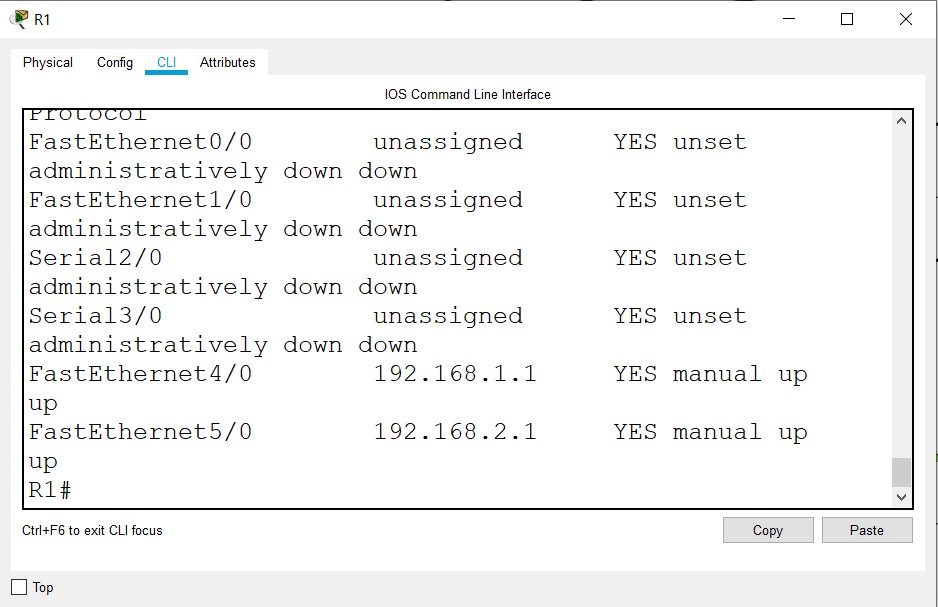 R1
Physical Config CLI Attributes
IOS Command Line Interface
Protocol
FastEthernet0/0 unassigned YES unset
administratively down down
FastEthernet1/0 unassigned YES unset
administratively down down
Serial2/0 unassigned YES unset
administratively down down
Serial3/0 unassigned YES unset
administratively down down
FastEthernet4/0 192.168.1.1 YES manual up
up
FastEthernet5/0 192.168.2.1 YES manual up
up
R1#
Ctrl+F6 to exit CLI focus
Copy Paste
Top